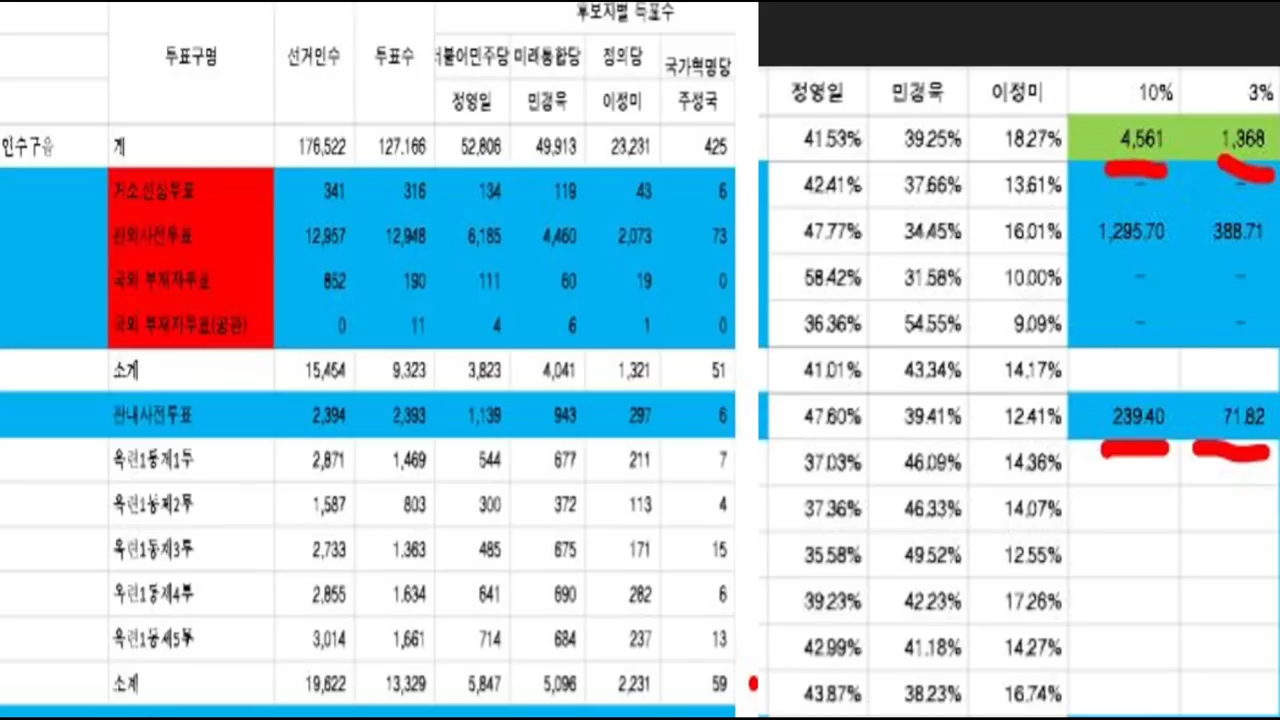 후보자별 득표수
투표구명 선거인수 투표수 더불어민주당 미래통합당 정의당 국가혁명당
정영일 민경욱 이정미 주정국 정영일 민경욱 이정미 10% 3%
인수구을 계 176,522 127.166 52,806 49,913 23,231 425 41.53% 39.25% 18.27% 4,561 1,368
거소.선상투표 341 316 134 119 43 6 42.41% 37.66% 13.61% - -
관외사전투표 12,957 12,948 6,185 4,460 2,073 73 47.77% 34.45% 16.01% 1,295.70 388.71
국외 부재자투표 852 190 111 60 19 0 58.42% 31.58% 10.00% - -
국외 부재자투표(공관) 0 11 4 6 1 0 36.36% 54.55% 9.09% - -
소계 15,454 9,323 3,823 4,041 1,321 51 41.01% 43.34% 14.17%
관내사전투표 2,394 2,393 1,139 943 297 6 47.60% 39.41% 12.41% 239.40 71.82
옥련1동제1투 2,871 1,469 544 677 211 7 37.03% 46.09% 14.36%
옥련1동제2투 1,587 803 300 372 113 4 37.36% 46.33% 14.07%
옥련1동제3투 2,733 1,363 485 675 171 15 35.58% 49.52% 12.55%
옥련1동제4투 2,855 1.634 641 690 282 6 39.23% 42.23% 17.26%
옥련1동제5투 3,014 1,661 714 684 237 13 42.99% 41.18% 14.27%
소계 19,622 13,329 5,847 5,096 2,231 59 43.87% 38.23% 16.74%